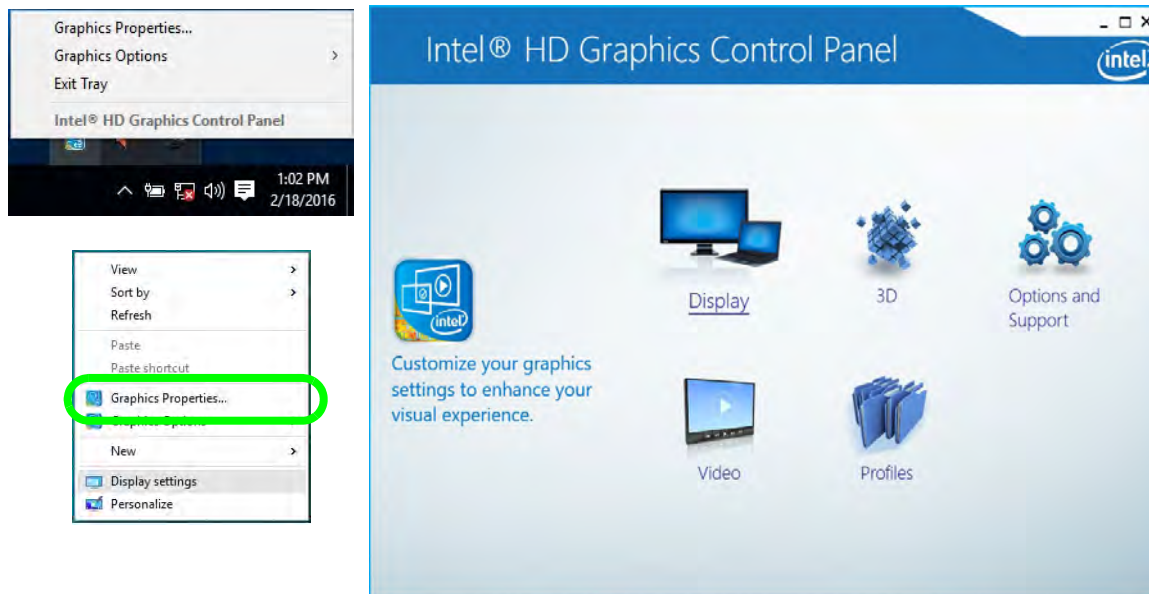 Graphics Properties...
Graphics Options
Exit Tray
Intel® HD Graphics Control Panel
1:02 PM
2/18/2016
View
Sort by
Refresh
Paste
Paste shortcut
Graphics Properties...
Graphics Options
New
Display settings
Personalize
Intel® HD Graphics Control Panel
intel
intel
Customize your graphics
settings to enhance your
visual experience.
Display
3D
Options and
Support
Video
Profiles